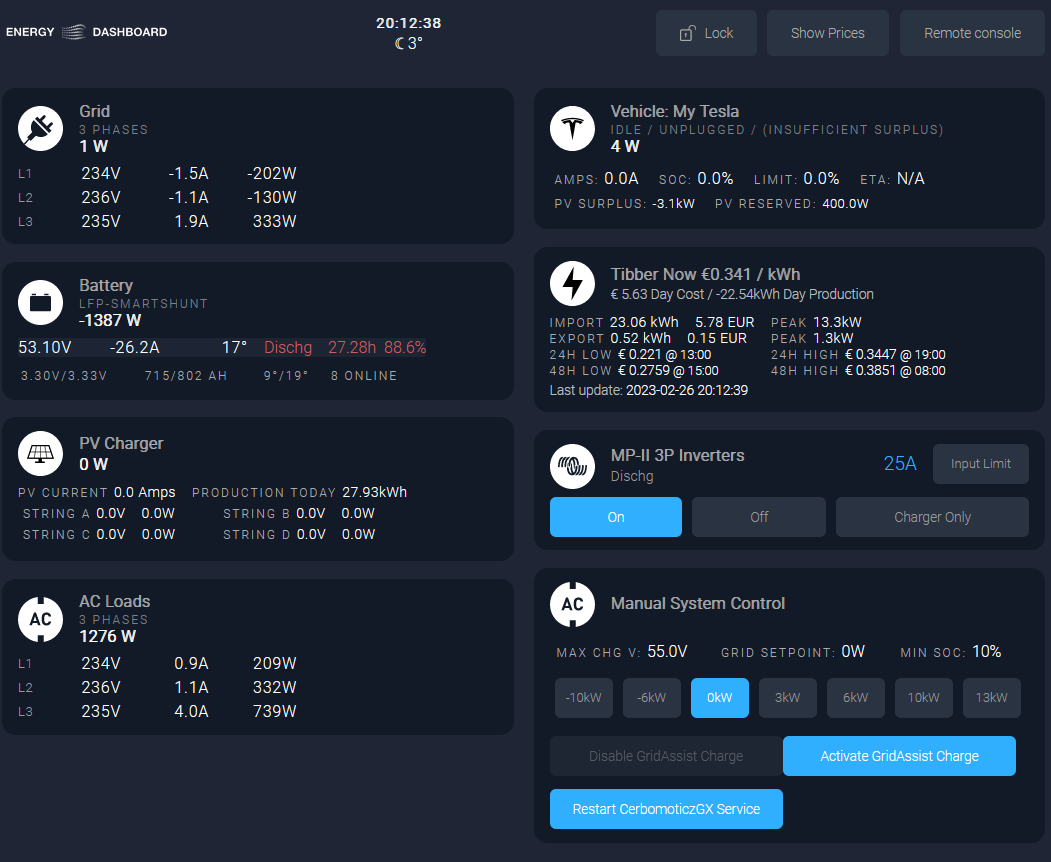 ENERGY DASHBOARD
20:12:38
3°
Lock
Show Prices
Remote console
Grid
3 PHASES
1 W
L1 234V -1.5A -202W
L2 236V -1.1A -130W
L3 235V 1.9A 333W
Battery
LFP-SMARTSHUNT
-1387 W
53.10V -26.2A 17° Dischg 27.28h 88.6%
3.30V/3.33V 715/802 AH 9°/19° 8 ONLINE
PV Charger
0 W
PV CURRENT 0.0 Amps PRODUCTION TODAY 27.93kWh
STRING A 0.0V 0.0W STRING B 0.0V 0.0W
STRING C 0.0V 0.0W STRING D 0.0V 0.0W
AC
AC Loads
3 PHASES
1276 W
L1 234V 0.9A 209W
L2 236V 1.1A 332W
L3 235V 4.0A 739W
Vehicle: My Tesla
IDLE / UNPLUGGED / (INSUFFICIENT SURPLUS)
4 W
AMPS: 0.0A SOC: 0.0% LIMIT: 0.0% ETA: N/A
PV SURPLUS: -3.1kW PV RESERVED: 400.0W
Tibber Now €0.341 / kWh
€ 5.63 Day Cost / -22.54kWh Day Production
IMPORT 23.06 kWh 5.78 EUR PEAK 13.3kW
EXPORT 0.52 kWh 0.15 EUR PEAK 1.3kW
24H LOW € 0.221 @ 13:00 24H HIGH € 0.3447 @ 19:00
48H LOW € 0.2759 @ 15:00 48H HIGH € 0.3851 @ 08:00
Last update: 2023-02-26 20:12:39
MP-II 3P Inverters
Dischg
25A
Input Limit
On
Off
Charger Only
AC
Manual System Control
MAX CHG V: 55.0V GRID SETPOINT: 0W MIN SOC: 10%
-10kW -6kW 0kW 3kW 6kW 10kW 13kW
Disable GridAssist Charge
Activate GridAssist Charge
Restart CerbomoticzGX Service